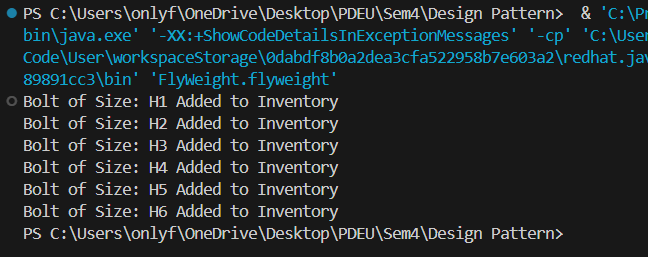 PS C:\Users\onlyf\OneDrive\Desktop\PDEU\Sem4\Design Pattern>  & 'C:\Pr
bin\java.exe' '-XX:+ShowCodeDetailsInExceptionMessages' '-cp' 'C:\User
Code\User\workspaceStorage\0dabdf8b0a2dea3cfa522958b7e603a2\redhat.jav
89891cc3\bin' 'FlyWeight.flyweight'
Bolt of Size: H1 Added to Inventory
Bolt of Size: H2 Added to Inventory
Bolt of Size: H3 Added to Inventory
Bolt of Size: H4 Added to Inventory
Bolt of Size: H5 Added to Inventory
Bolt of Size: H6 Added to Inventory
PS C:\Users\onlyf\OneDrive\Desktop\PDEU\Sem4\Design Pattern>